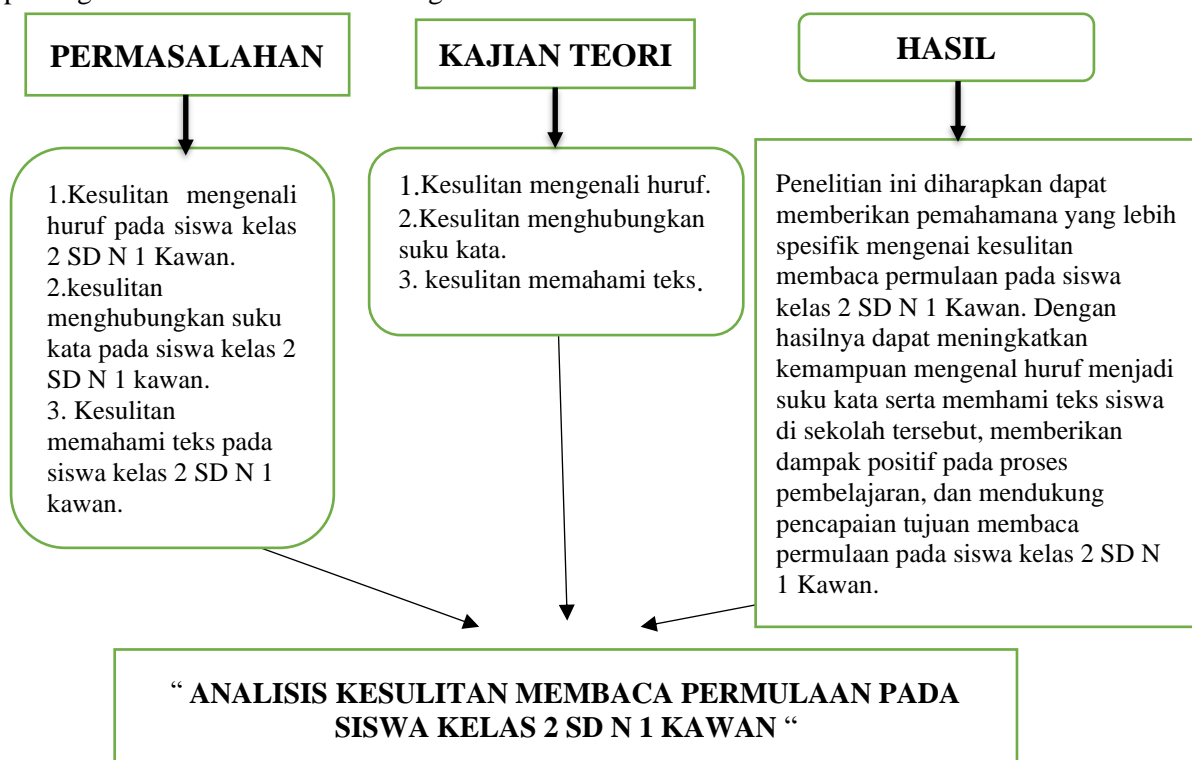 PERMASALAHAN
1.Kesulitan mengenali
huruf pada siswa kelas
2 SD N 1 Kawan.
2.kesulitan
menghubungkan suku
kata pada siswa kelas 2
SD N 1 kawan.
3. Kesulitan
memahami teks pada
siswa kelas 2 SD N 1
kawan.
KAJIAN TEORI
1.Kesulitan mengenali huruf.
2.Kesulitan menghubungkan
suku kata.
3. kesulitan memahami teks.
HASIL
Penelitian ini diharapkan dapat
memberikan pemahamana yang lebih
spesifik mengenai kesulitan
membaca permulaan pada siswa
kelas 2 SD N 1 Kawan. Dengan
hasilnya dapat meningkatkan
kemampuan mengenal huruf menjadi
suku kata serta memhami teks siswa
di sekolah tersebut, memberikan
dampak positif pada proses
pembelajaran, dan mendukung
pencapaian tujuan membaca
permulaan pada siswa kelas 2 SD N
1 Kawan.
“ ANALISIS KESULITAN MEMBACA PERMULAAN PADA
SISWA KELAS 2 SD N 1 KAWAN “